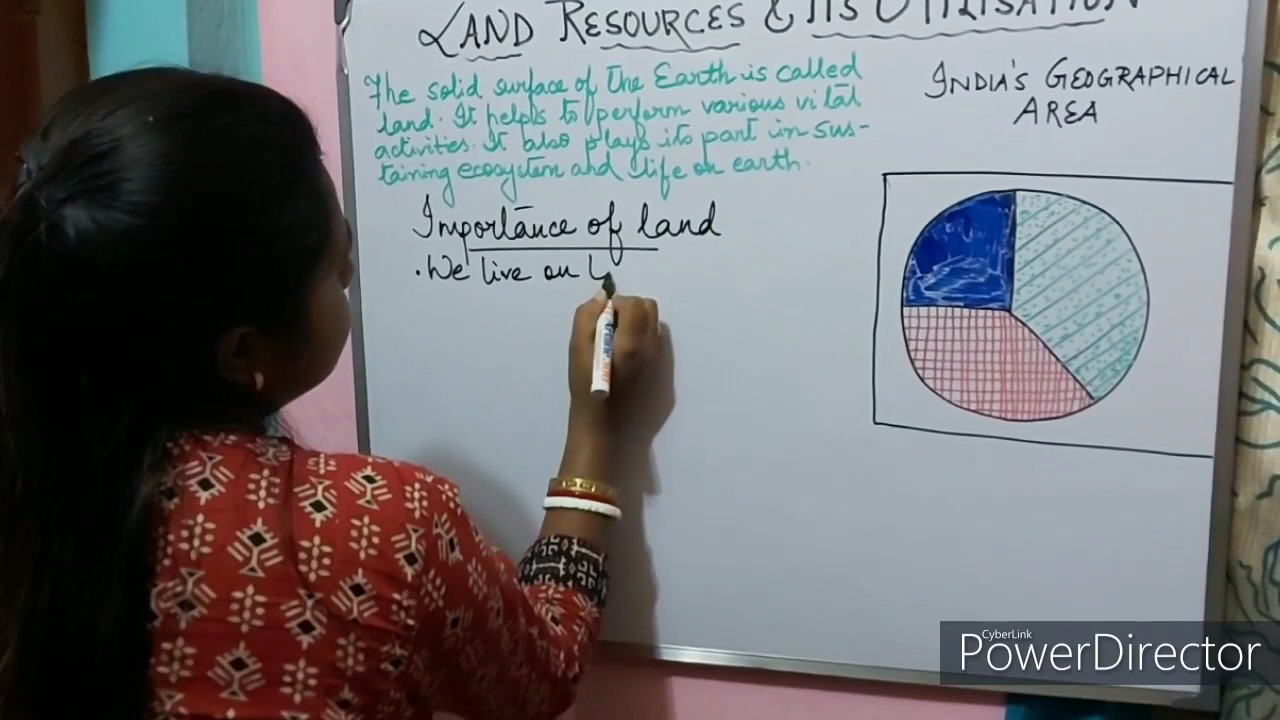 LAND RESOURCES & ITS UTILISATION
The solid surface of the Earth is called
land. It helps to perform various vital
activities. It also plays its part in sus-
taining ecosystem and life on earth.
Importance of land
. We live on l
INDIA'S GEOGRAPHICAL
AREA
CyberLink
PowerDirector